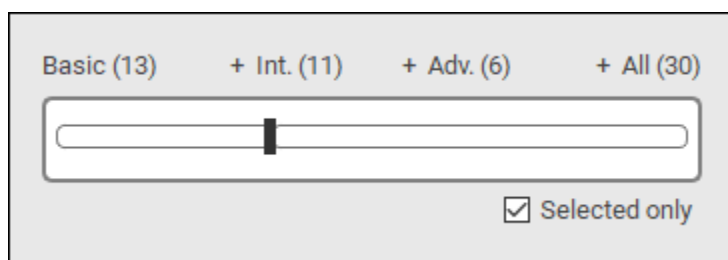 Basic (13) + Int. (11) + Adv. (6) + All (30)
Selected only